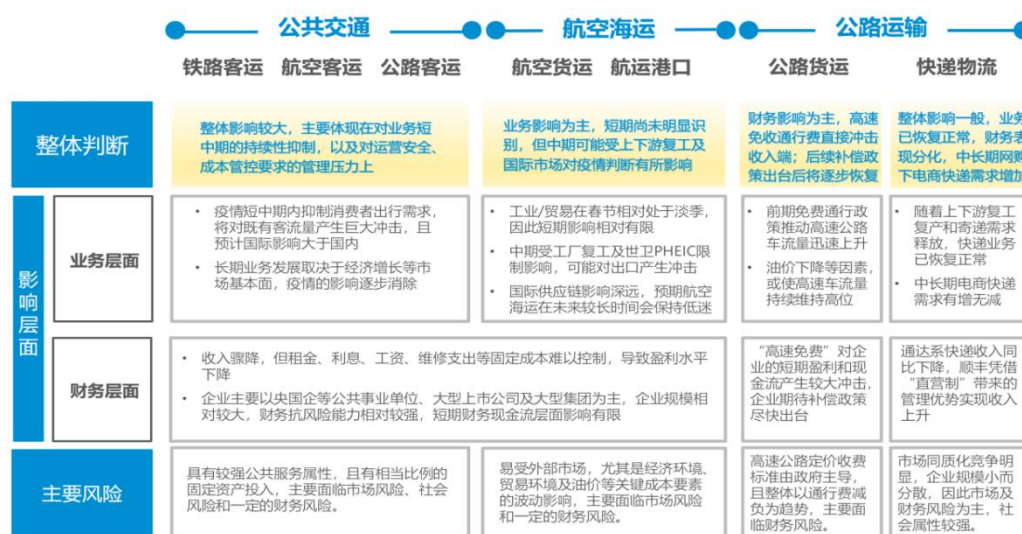 公共交通
航空海运
公路运输
铁路客运 航空客运 公路客运
航空货运 航运港口
公路货运
快递物流
整体判断
整体影响较大，主要体现在对业务短
中期的持续性抑制，以及对运营安全、
成本管控要求的管理压力上
业务影响为主，短期尚未明显识
别，但中期可能受上下游复工及
国际市场对疫情判断有所影响
财务影响为主，高速
免收通行费直接冲击
收入端；后续补偿政
策出台后将逐步恢复
整体影响一般，业务
已恢复正常，财务表
现分化，中长期网购
下电商快递需求增加
影响层面
业务层面
• 疫情短中期内抑制消费者出行需求，
将对既有客流量产生巨大冲击，且
预计国际影响大于国内
• 长期业务发展取决于经济增长等市
场基本面，疫情的影响逐步消除
• 工业/贸易在春节相对处于淡季，
因此短期影响相对有限
• 中期受工厂复工及世卫PHEIC限
制影响，可能对出口产生冲击
• 国际供应链影响深远，预期航空
海运在未来较长时间会保持低迷
• 前期免费通行政
策推动高速公路
车流量迅速上升
• 油价下降等因素，
或使高速车流量
持续维持高位
• 随着上下游复工
复产和寄递需求
释放，快递业务
已恢复正常
• 中长期电商快递
需求有增无减
财务层面
• 收入骤降，但租金、利息、工资、维修支出等固定成本难以控制，导致盈利水平
下降
• 企业主要以央国企等公共事业单位、大型上市公司及大型集团为主，企业规模相
对较大，财务抗风险能力相对较强，短期财务现金流层面影响有限
“高速免费”对企
业的短期盈利和现
金流产生较大冲击，
企业期待补偿政策
尽快出台
通达系快递收入同
比下降，顺丰凭借
“直营制”带来的
管理优势实现收入
上升
主要风险
具有较强公共服务属性，且有相当比例的
固定资产投入，主要面临市场风险、社会
风险和一定的财务风险。
易受外部市场，尤其是经济环境、
贸易环境及油价等关键成本要素
的波动影响，主要面临市场风险
和一定的财务风险。
高速公路定价收费
标准由政府主导，
且整体以通行费减
负为趋势，主要面
临财务风险。
市场同质化竞争明
显，企业规模小而
分散，因此市场及
财务风险为主，社
会属性较强。